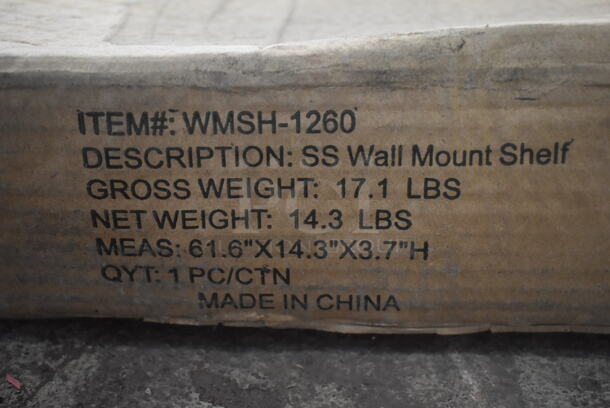 ITEM#: WMSH-1260
DESCRIPTION: SS Wall Mount Shelf
GROSS WEIGHT: 17.1 LBS
NET WEIGHT: 14.3 LBS
MEAS: 61.6"X14.3"X3.7"H
QYT: 1 PC/CTN
MADE IN CHINA